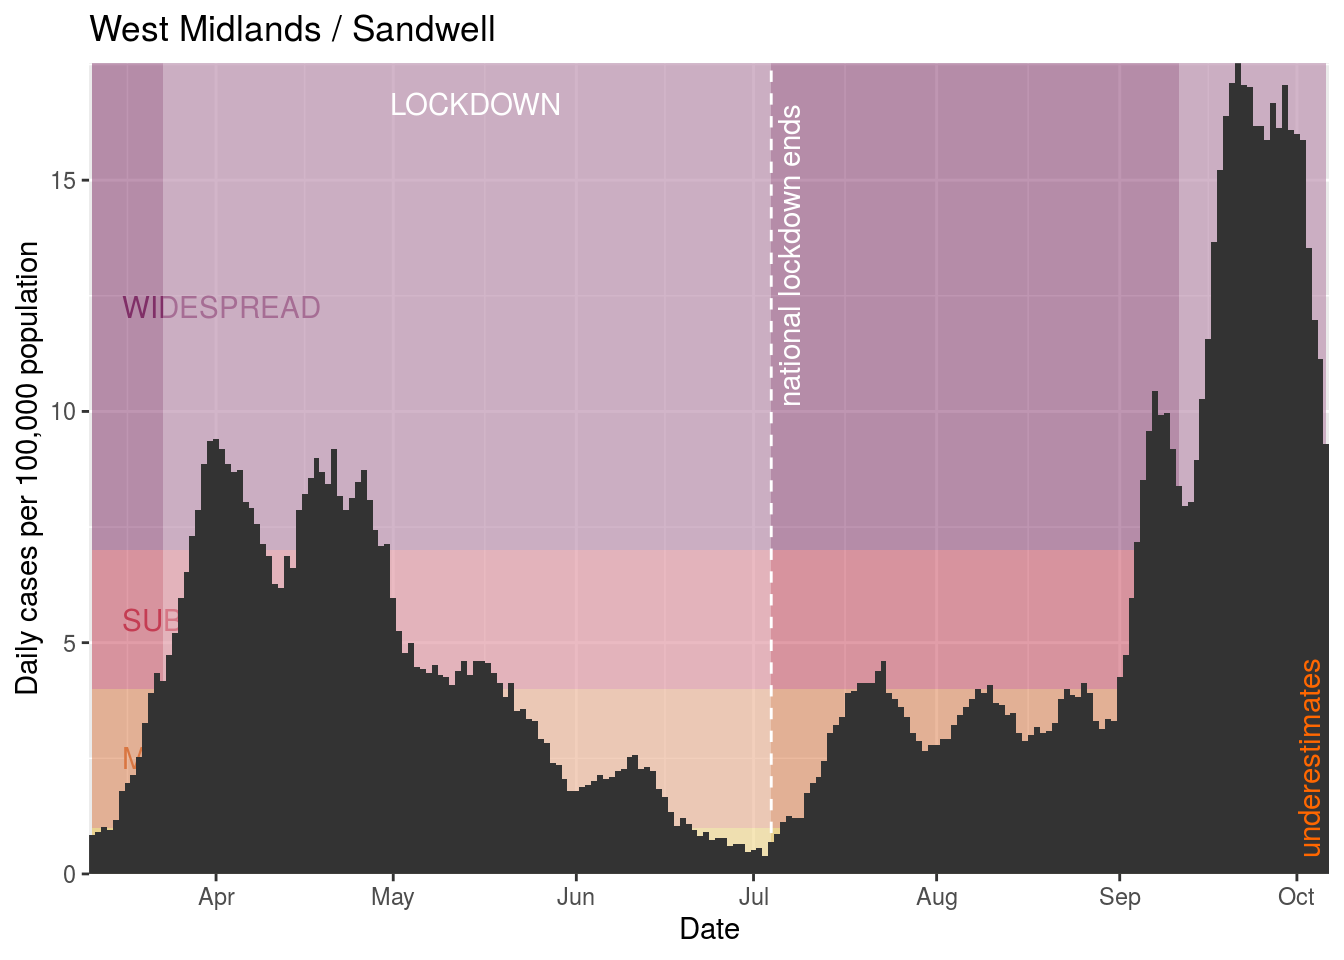 West Midlands / Sandwell
LOCKDOWN
national lockdown ends
WIDESPREAD
underestimates
15
10
5
0
Daily cases per 100,000 population
Apr
May
Jun
Jul
Aug
Sep
Oct
Date